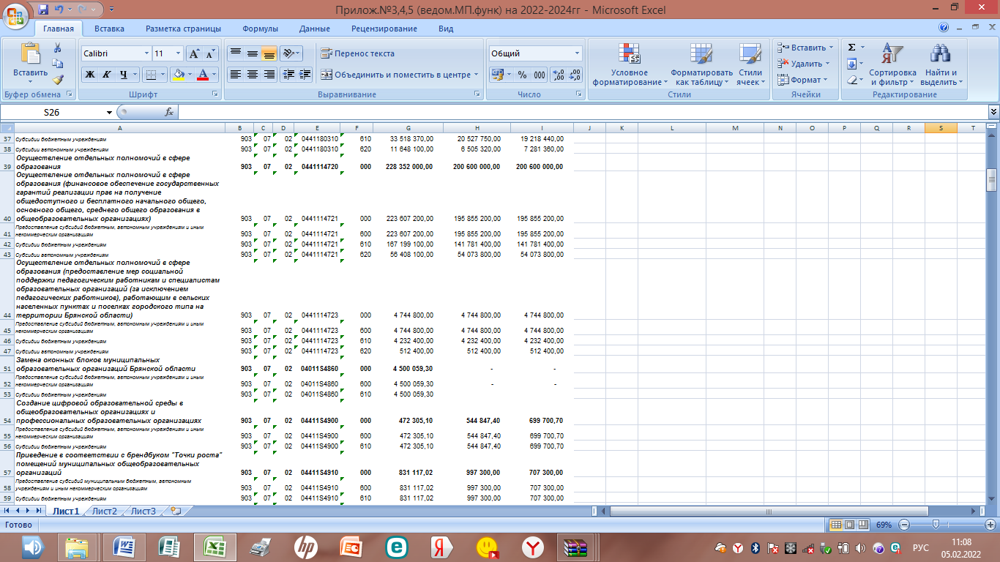 Прилож.№3,4,5 (ведом.МП.функ) на 2022-2024гг - Microsoft Excel
Главная Вставка Разметка страницы Формулы Данные Рецензирование Вид
Вставить
Буфер обмена
Calibri 11
Ж К Ч
Шрифт
Перенос текста
Объединить и поместить в центре
Выравнивание
Общий
% 000
Число
Условное форматирование
Форматировать как таблицу
Стили ячеек
Стили
Вставить
Удалить
Формат
Ячейки
Сортировка и фильтр
Найти и выделить
Редактирование
S26 fx
A B C D E F G H I J K L M N O P Q R S T
37 Субсидии бюджетным учреждениям 903 07 02 0441180310 610 33 518 370,00 20 527 750,00 19 218 440,00
38 Субсидии автономным учреждениям 903 07 02 0441180310 620 11 648 100,00 6 505 320,00 7 281 360,00
Осуществление отдельных полномочий в сфере
39 образования 903 07 02 0441114720 000 228 352 000,00 200 600 000,00 200 600 000,00
Осуществление отдельных полномочий в сфере
образования (финансовое обеспечение государственных
гарантий реализации прав на получение
общедоступного и бесплатного начального общего,
основного общего, среднего общего образования в
40 общеобразовательных организациях) 903 07 02 0441114721 000 223 607 200,00 195 855 200,00 195 855 200,00
Предоставление субсидий бюджетным, автономным учреждениям и иным
41 некоммерческим организациям 903 07 02 0441114721 600 223 607 200,00 195 855 200,00 195 855 200,00
42 Субсидии бюджетным учреждениям 903 07 02 0441114721 610 167 199 100,00 141 781 400,00 141 781 400,00
43 Субсидии автономным учреждениям 903 07 02 0441114721 620 56 408 100,00 54 073 800,00 54 073 800,00
Осуществление отдельных полномочий в сфере
образования (предоставление мер социальной
поддержки педагогическим работникам и специалистам
образовательных организаций (за исключением
педагогических работников), работающим в сельских
населенных пунктах и поселках городского типа на
44 территории Брянской области) 903 07 02 0441114723 000 4 744 800,00 4 744 800,00 4 744 800,00
Предоставление субсидий бюджетным, автономным учреждениям и иным
45 некоммерческим организациям 903 07 02 0441114723 600 4 744 800,00 4 744 800,00 4 744 800,00
46 Субсидии бюджетным учреждениям 903 07 02 0441114723 610 4 232 400,00 4 232 400,00 4 232 400,00
47 Субсидии автономным учреждениям 903 07 02 0441114723 620 512 400,00 512 400,00 512 400,00
Замена оконных блоков муниципальных
51 образовательных организаций Брянской области 903 07 02 04011S4860 000 4 500 059,30 - -
Предоставление субсидий бюджетным, автономным учреждениям и иным
52 некоммерческим организациям 903 07 02 04011S4860 600 4 500 059,30 - -
53 Субсидии бюджетным учреждениям 903 07 02 04011S4860 610 4 500 059,30
Создание цифровой образовательной среды в
общеобразовательных организациях и
54 профессиональных образовательных организациях 903 07 02 04411S4900 000 472 305,10 544 847,40 699 700,70
Предоставление субсидий бюджетным, автономным учреждениям и иным
55 некоммерческим организациям 903 07 02 04411S4900 600 472 305,10 544 847,40 699 700,70
56 Субсидии бюджетным учреждениям 903 07 02 04411S4900 610 472 305,10 544 847,40 699 700,70
Приведение в соответствии с брендбуком "Точки роста"
помещений муниципальных общеобразовательных
57 организаций 903 07 02 04411S4910 000 831 117,02 997 300,00 707 300,00
Предоставление субсидий муниципальным бюджетным, автономным
58 учреждениям и иным некоммерческим организациям 903 07 02 04411S4910 600 831 117,02 997 300,00 707 300,00
59 Субсидии бюджетным учреждениям 903 07 02 04411S4910 610 831 117,02 997 300,00 707 300,00
Лист1 Лист2 Лист3
Готово 69%
РУС
11:08
05.02.2022